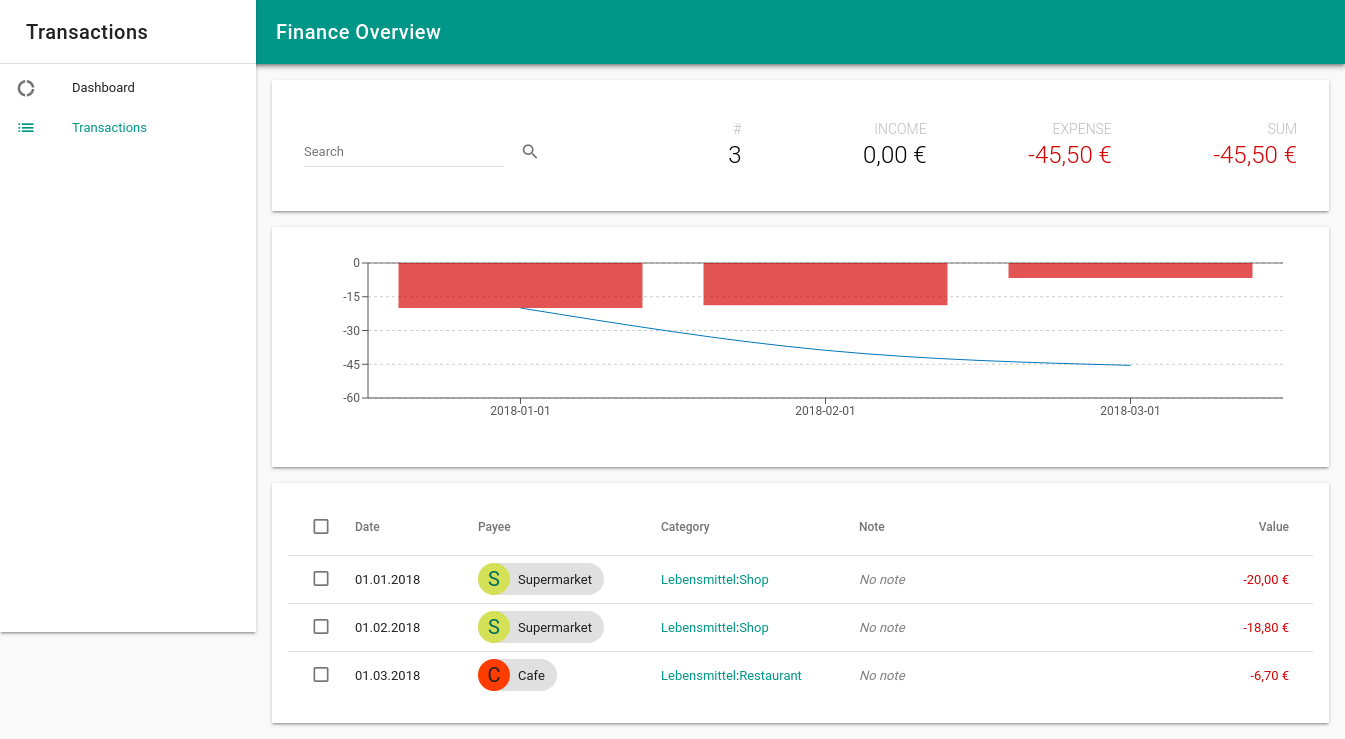 Transactions
Finance Overview
Dashboard
Transactions
Search
# INCOME EXPENSE SUM
3 0,00 € -45,50 € -45,50 €
0
-15
-30
-45
-60
2018-01-01 2018-02-01 2018-03-01
Date Payee Category Note Value
01.01.2018 S Supermarket Lebensmittel:Shop No note -20,00 €
01.02.2018 S Supermarket Lebensmittel:Shop No note -18,80 €
01.03.2018 C Cafe Lebensmittel:Restaurant No note -6,70 €